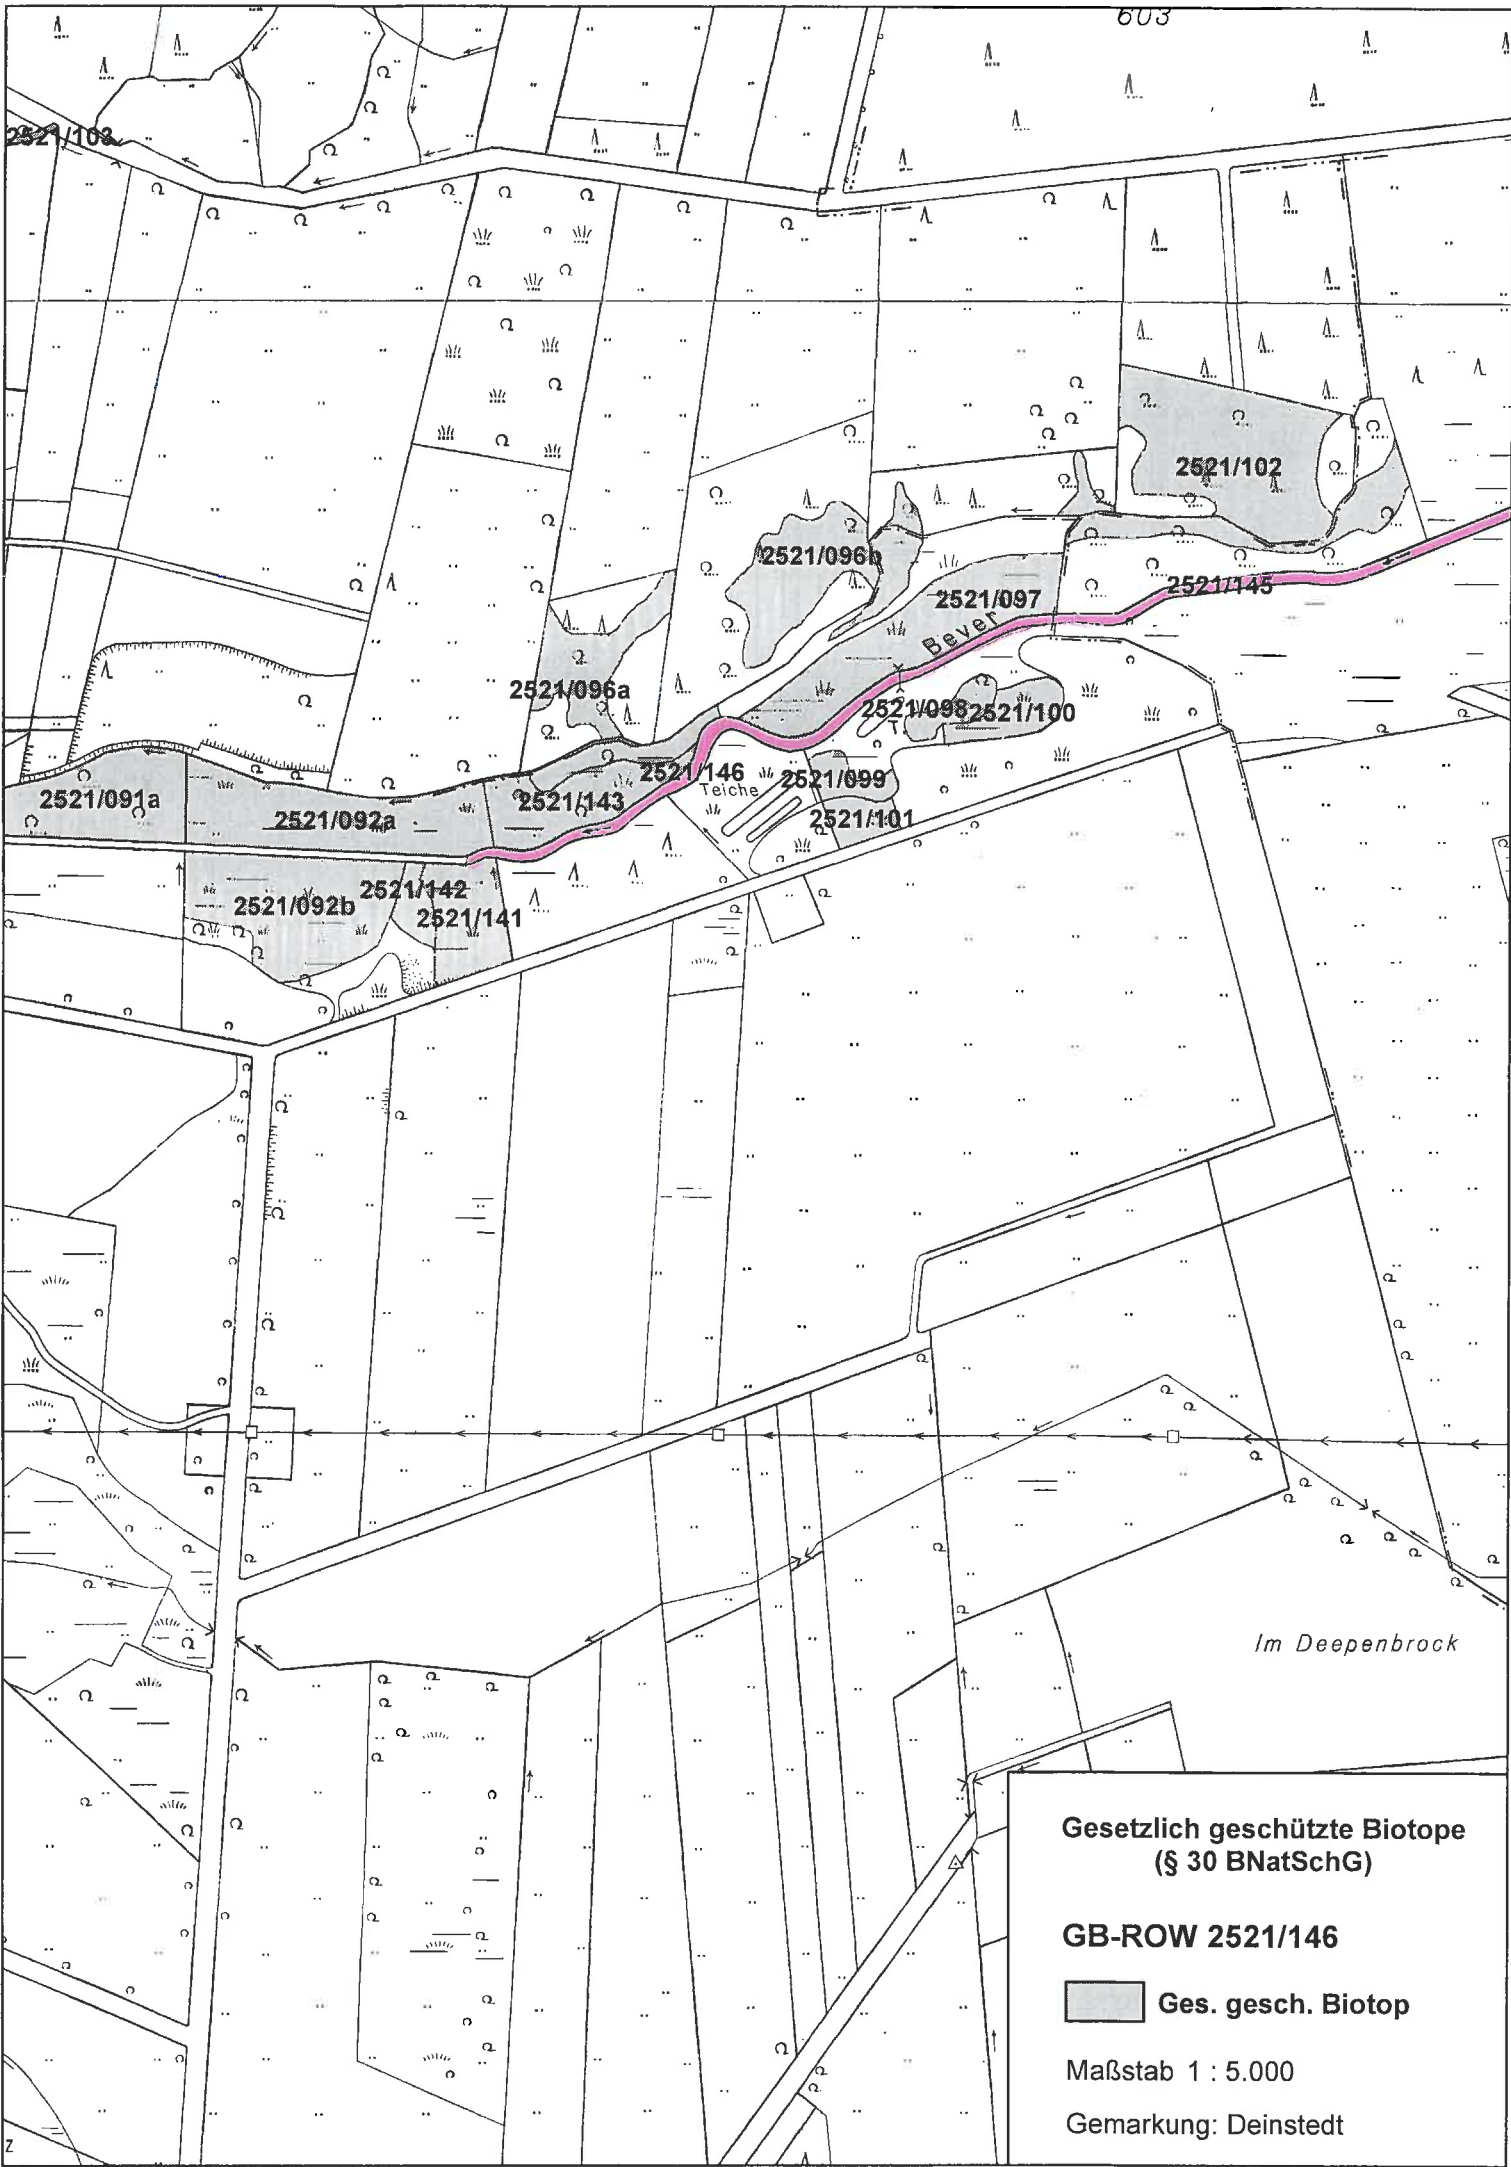 603
2521/103
2521/102
2521/096b
2521/145
2521/097
Bever
2521/096a
2521/098
2521/100
2521/146
2521/099
Teiche
2521/091a
2521/143
2521/092a
2521/101
2521/142
2521/092b
2521/141
Im Deepenbrock
Gesetzlich geschützte Biotope
(§ 30 BNatSchG)
GB-ROW 2521/146
Ges. gesch. Biotop
Maßstab 1 : 5.000
Gemarkung: Deinstedt
z